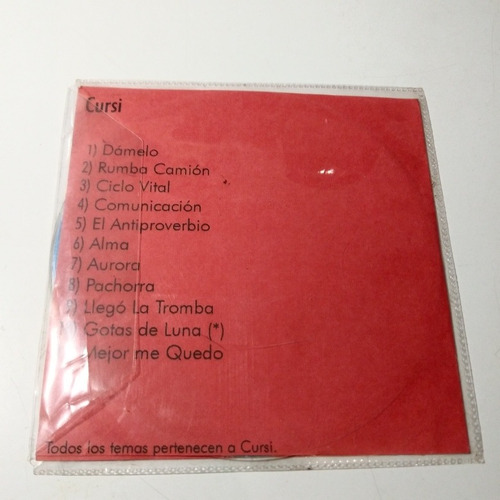 Cursi
1) Dámelo
2) Rumba Camión
3) Ciclo Vital
4) Comunicación
5) El Antiproverbio
6) Alma
7) Aurora
8) Pachorra
9) Llegó La Tromba
Gotas de Luna (*)
Mejor me Quedo
Todos los temas pertenecen a Cursi.